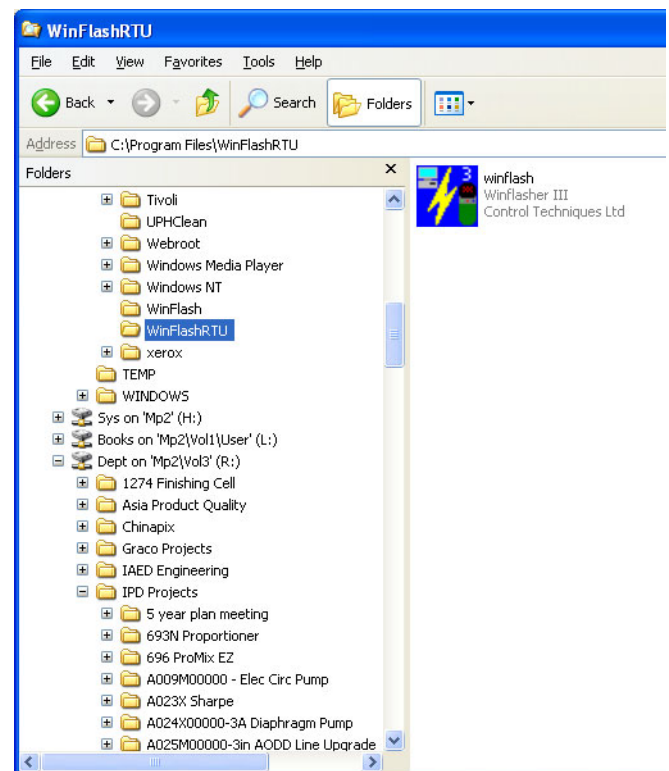 WinFlashRTU
File Edit View Favorites Tools Help
Back Search Folders
Address C:\Program Files\WinFlashRTU
Folders
Tivoli
UPHClean
Webroot
Windows Media Player
Windows NT
WinFlash
WinFlashRTU
xerox
TEMP
WINDOWS
Sys on 'Mp2' (H:)
Books on 'Mp2\Vol1\User' (L:)
Dept on 'Mp2\Vol3' (R:)
1274 Finishing Cell
Asia Product Quality
Chinapix
Graco Projects
IAED Engineering
IPD Projects
5 year plan meeting
693N Proportioner
696 ProMix EZ
A009M00000 - Elec Circ Pump
A023X Sharpe
A024X00000-3A Diaphragm Pump
A025M00000-3in AODD Line Upgrade
3
winflash
Winflasher III
Control Techniques Ltd